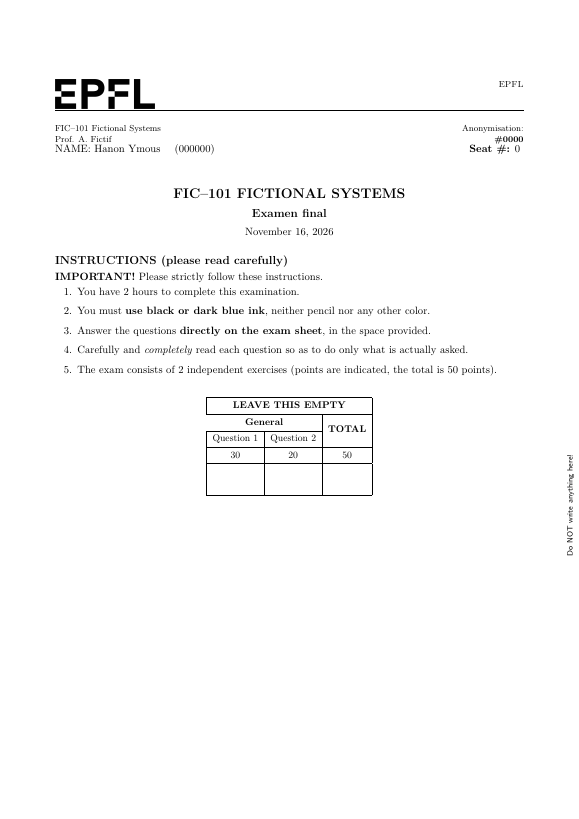 EPFL
EPFL
FIC–101 Fictional Systems
Prof. A. Fictif
NAME: Hanon Ymous (000000)
Anonymisation:
#0000
Seat #: 0
FIC–101 FICTIONAL SYSTEMS
Examen final
November 16, 2026
INSTRUCTIONS (please read carefully)
IMPORTANT! Please strictly follow these instructions.
1. You have 2 hours to complete this examination.
2. You must use black or dark blue ink, neither pencil nor any other color.
3. Answer the questions directly on the exam sheet, in the space provided.
4. Carefully and completely read each question so as to do only what is actually asked.
5. The exam consists of 2 independent exercises (points are indicated, the total is 50 points).
LEAVE THIS EMPTY
General
TOTAL
Question 1 Question 2
30 20 50
Do NOT write anything here!